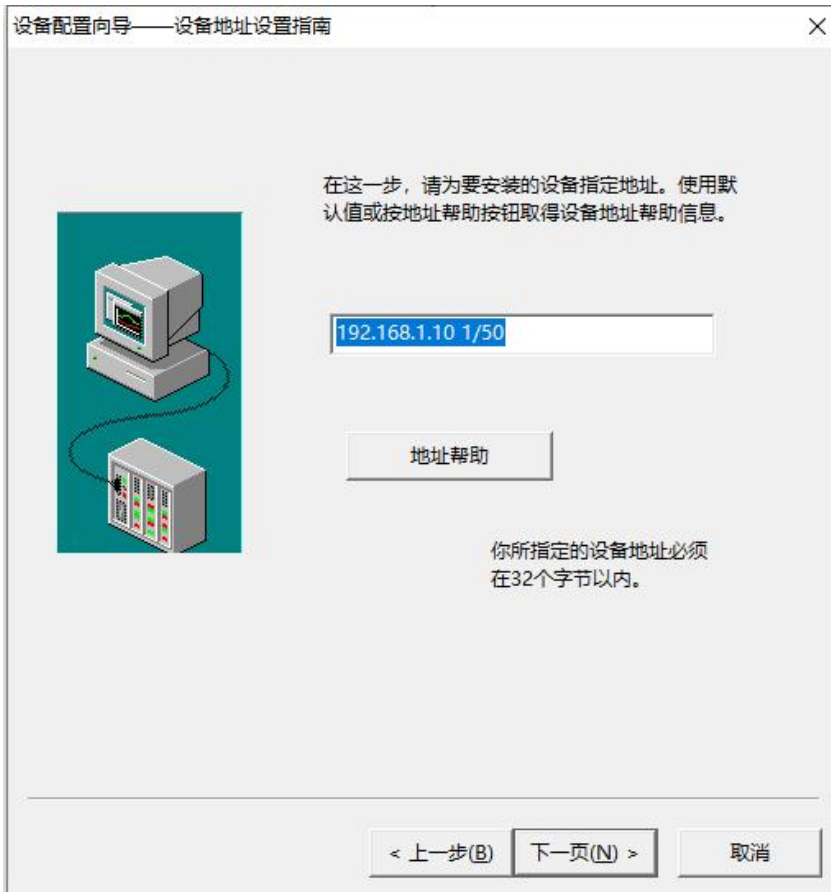 设备配置向导——设备地址设置指南
在这一步，请为要安装的设备指定地址。使用默
认值或按地址帮助按钮取得设备地址帮助信息。
192.168.1.10 1/50
地址帮助
你所指定的设备地址必须
在32个字节以内。
< 上一步(B) 下一页(N) > 取消